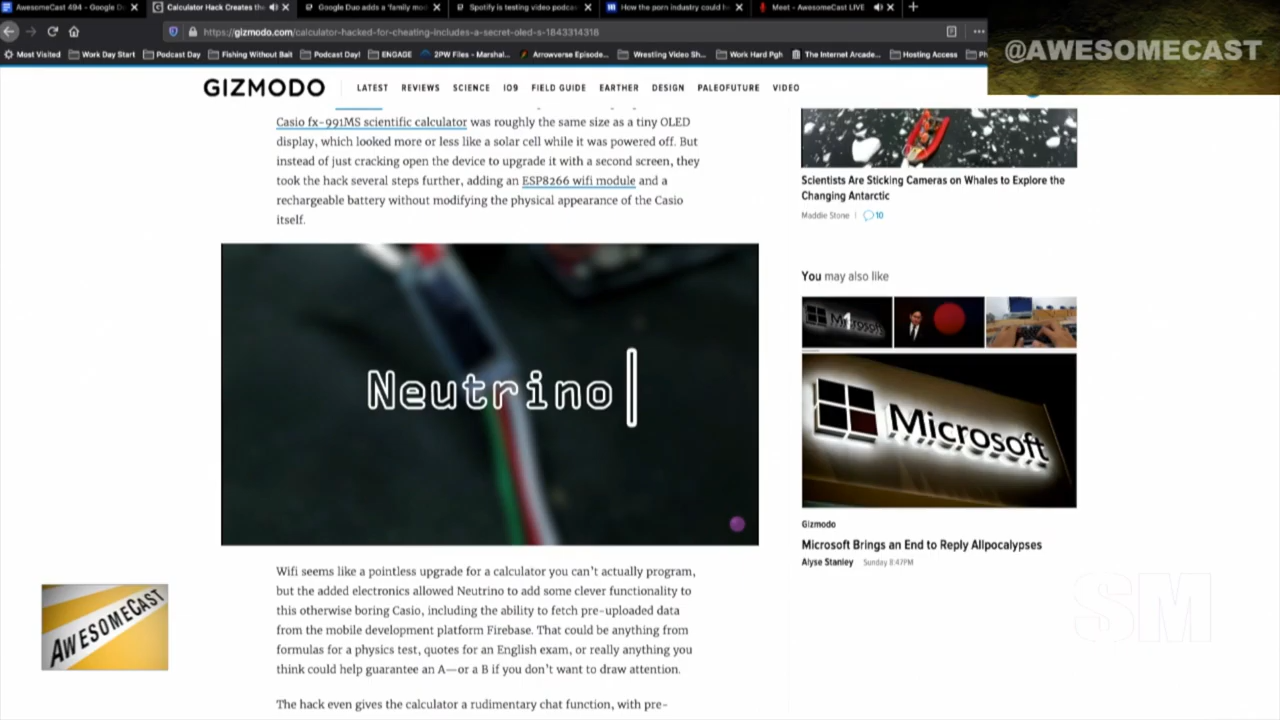 AwesomeCast 494 - Google Do
Calculator Hack Creates the
Google Duo adds a 'family mo
Spotify is testing video podcas
How the porn industry could h
Meet - AwesomeCast LIVE
https://gizmodo.com/calculator-hacked-for-cheating-includes-a-secret-oled-s-1843314318
Most Visited
Work Day Start
Podcast Day
Fishing Without Bait
Podcast Day!
ENGAGE
2PW Files - Marshal...
Arrowverse Episode...
Wrestling Video Sh...
Work Hard Pgh
The Internet Arcade...
Hosting Access
Ph
@AWESOMECAST
GIZMODO
LATEST REVIEWS SCIENCE IO9 FIELD GUIDE EARTHER DESIGN PALEOFUTURE VIDEO
Casio fx-991MS scientific calculator was roughly the same size as a tiny OLED
display, which looked more or less like a solar cell while it was powered off. But
instead of just cracking open the device to upgrade it with a second screen, they
took the hack several steps further, adding an ESP8266 wifi module and a
rechargeable battery without modifying the physical appearance of the Casio
itself.
Neutrino
Wifi seems like a pointless upgrade for a calculator you can't actually program,
but the added electronics allowed Neutrino to add some clever functionality to
this otherwise boring Casio, including the ability to fetch pre-uploaded data
from the mobile development platform Firebase. That could be anything from
formulas for a physics test, quotes for an English exam, or really anything you
think could help guarantee an A—or a B if you don't want to draw attention.
The hack even gives the calculator a rudimentary chat function, with pre-
Scientists Are Sticking Cameras on Whales to Explore the
Changing Antarctic
Maddie Stone | 10
You may also like
Microsoft
1
Microsoft
Gizmodo
Microsoft Brings an End to Reply Allpocalypses
Alyse Stanley Sunday 8:47PM
AWESOMECAST
SM